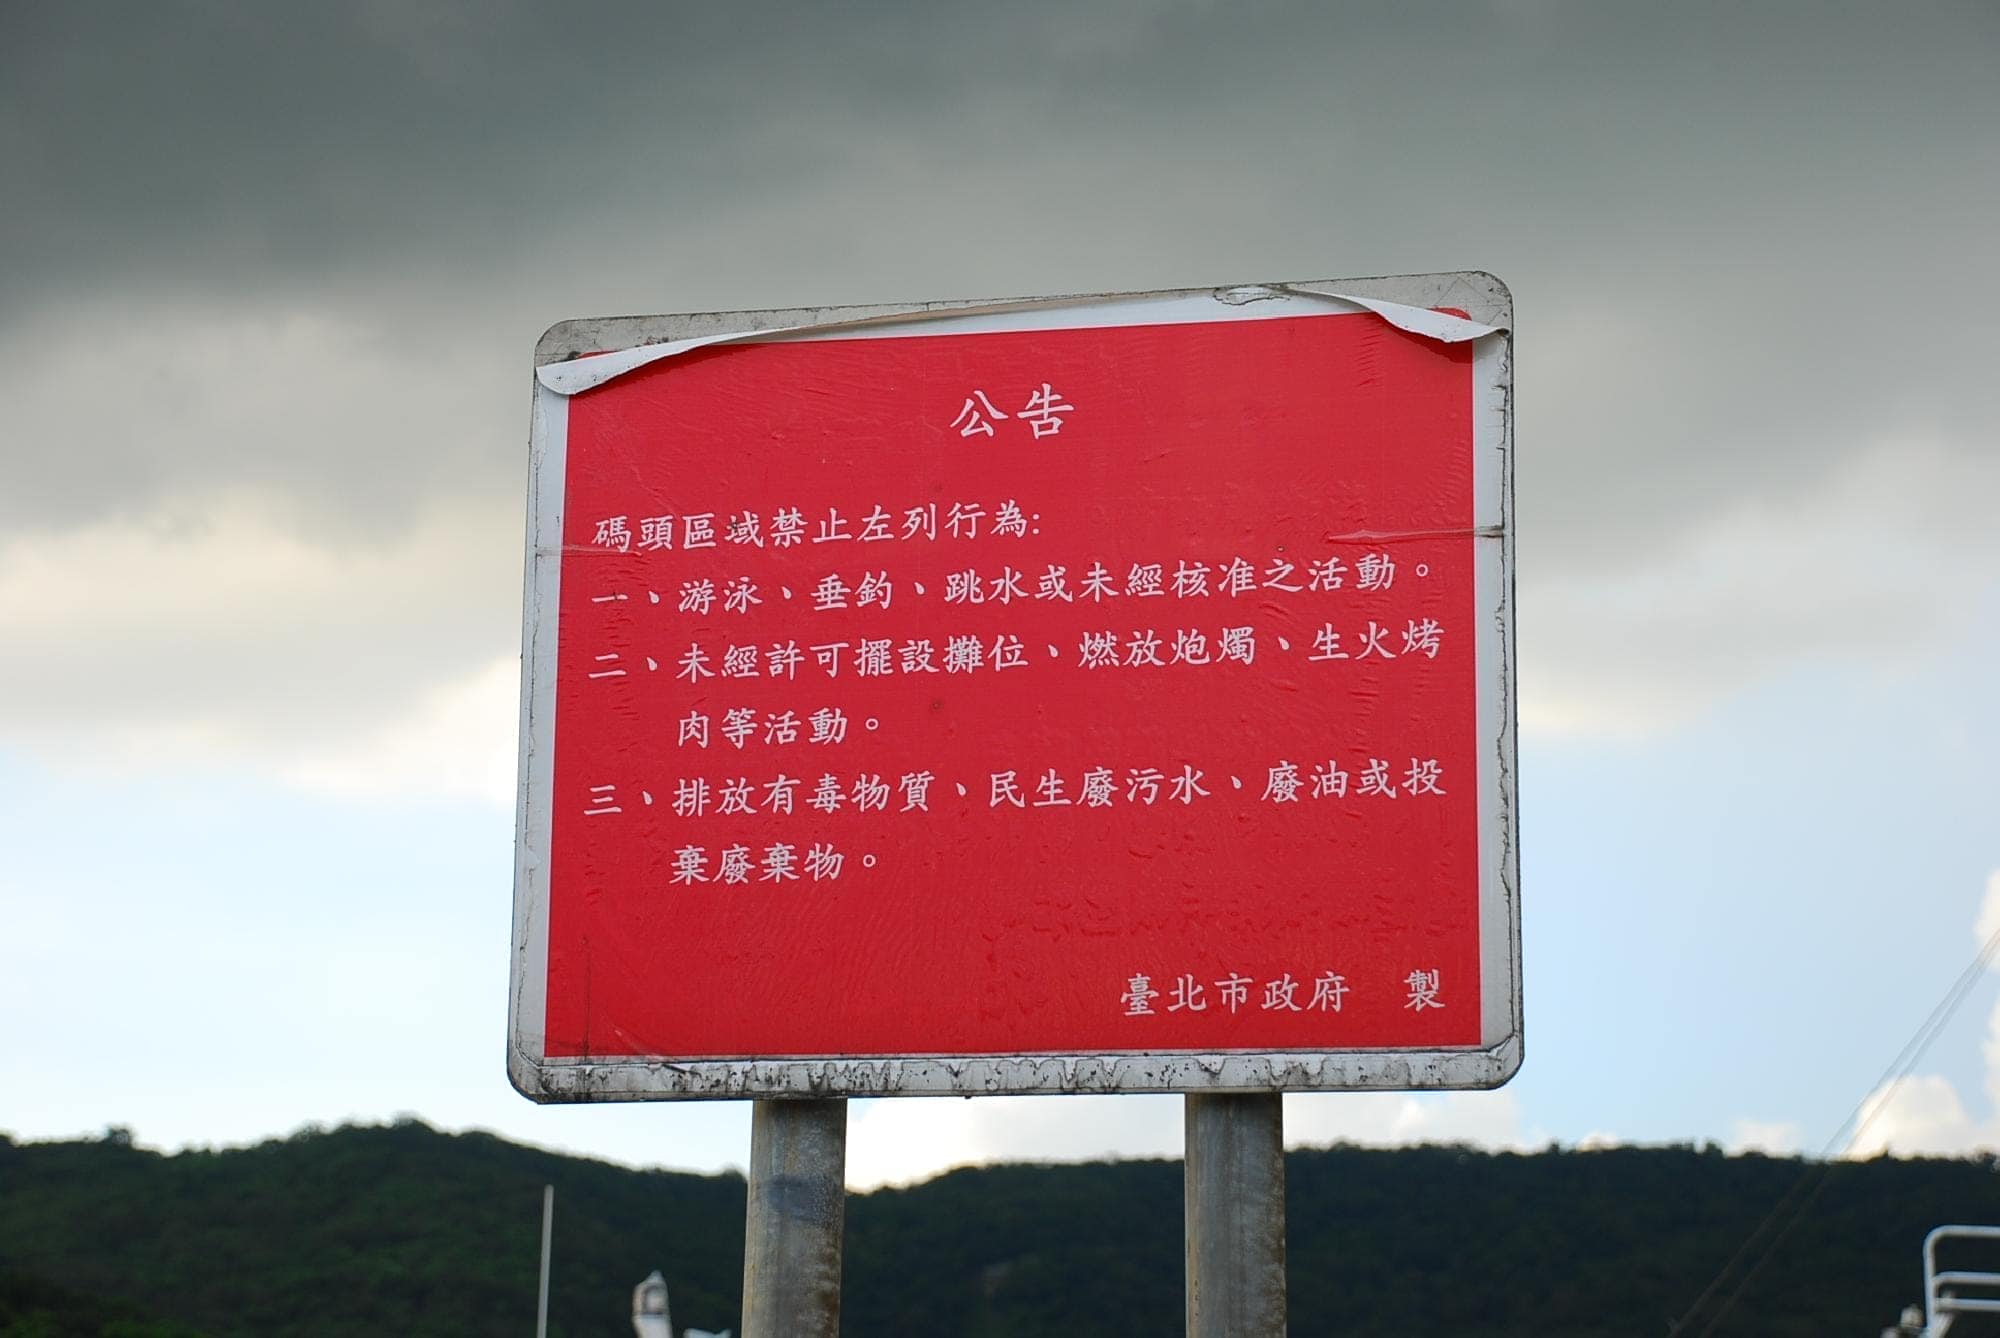 公告
碼頭區域禁止左列行為:
一、游泳、垂釣、跳水或未經核准之活動。
二、未經許可擺設攤位、燃放炮燭、生火烤
肉等活動。
三、排放有毒物質、民生廢污水、廢油或投
棄廢棄物。
臺北市政府 製